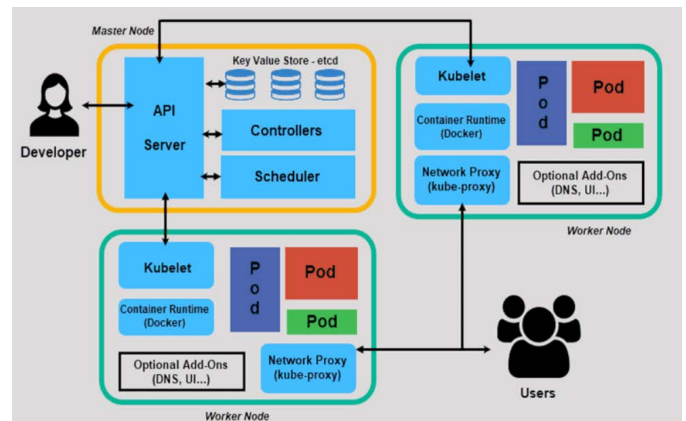 Master Node
Key Value Store - etcd
API
Server
Controllers
Scheduler
Developer
Kubelet
Container Runtime
(Docker)
Network Proxy
(kube-proxy)
P
o
d
Pod
Pod
Optional Add-Ons
(DNS, UI...)
Worker Node
Kubelet
Container Runtime
(Docker)
P
o
d
Pod
Pod
Optional Add-Ons
(DNS, UI...)
Network Proxy
(kube-proxy)
Worker Node
Users